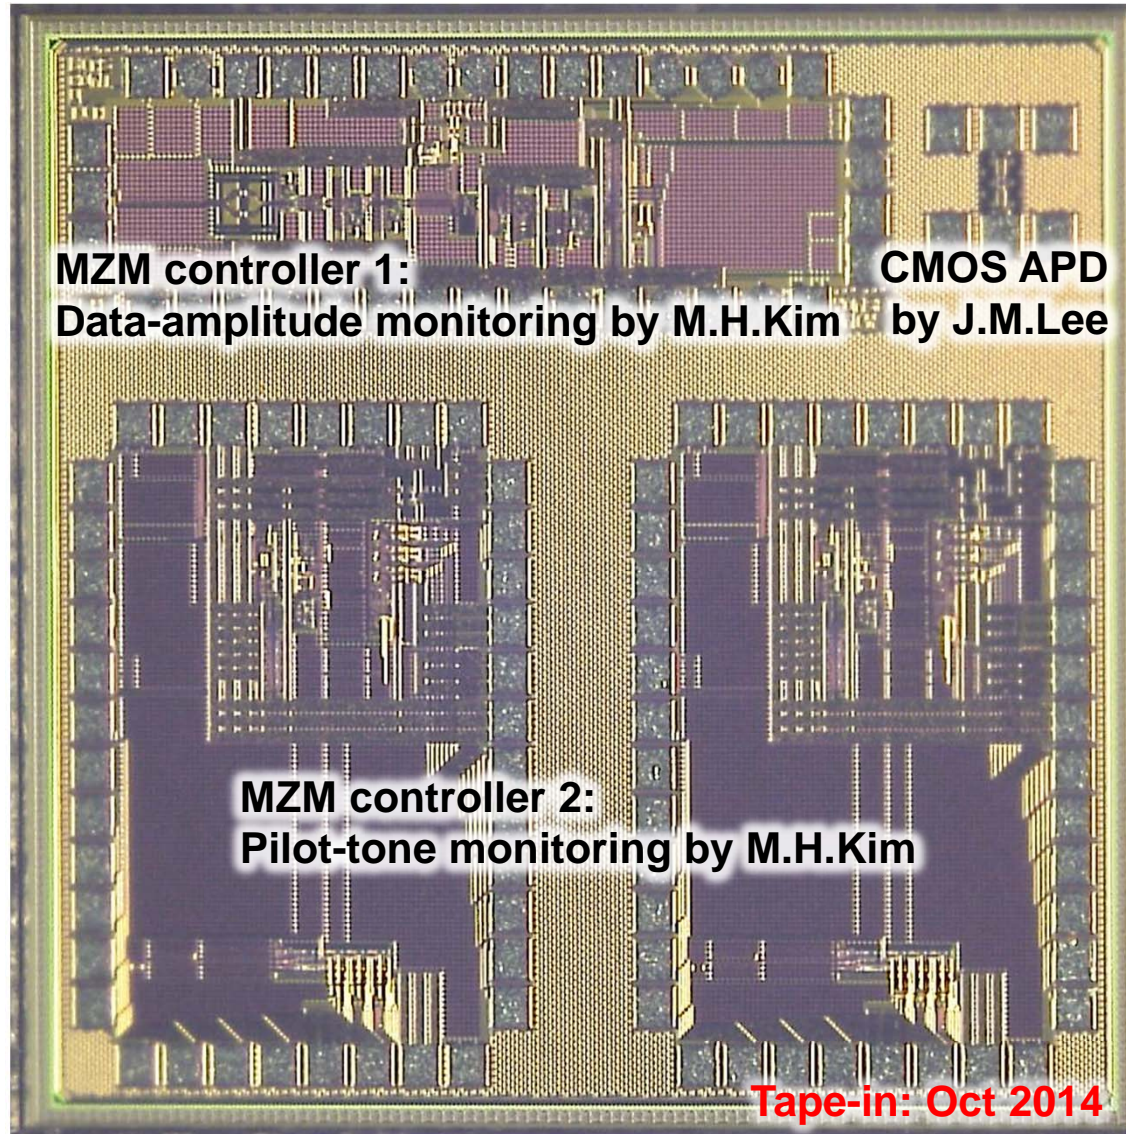 MZM controller 1:
Data-amplitude monitoring by M.H.Kim
CMOS APD
by J.M.Lee
MZM controller 2:
Pilot-tone monitoring by M.H.Kim
Tape-in: Oct 2014